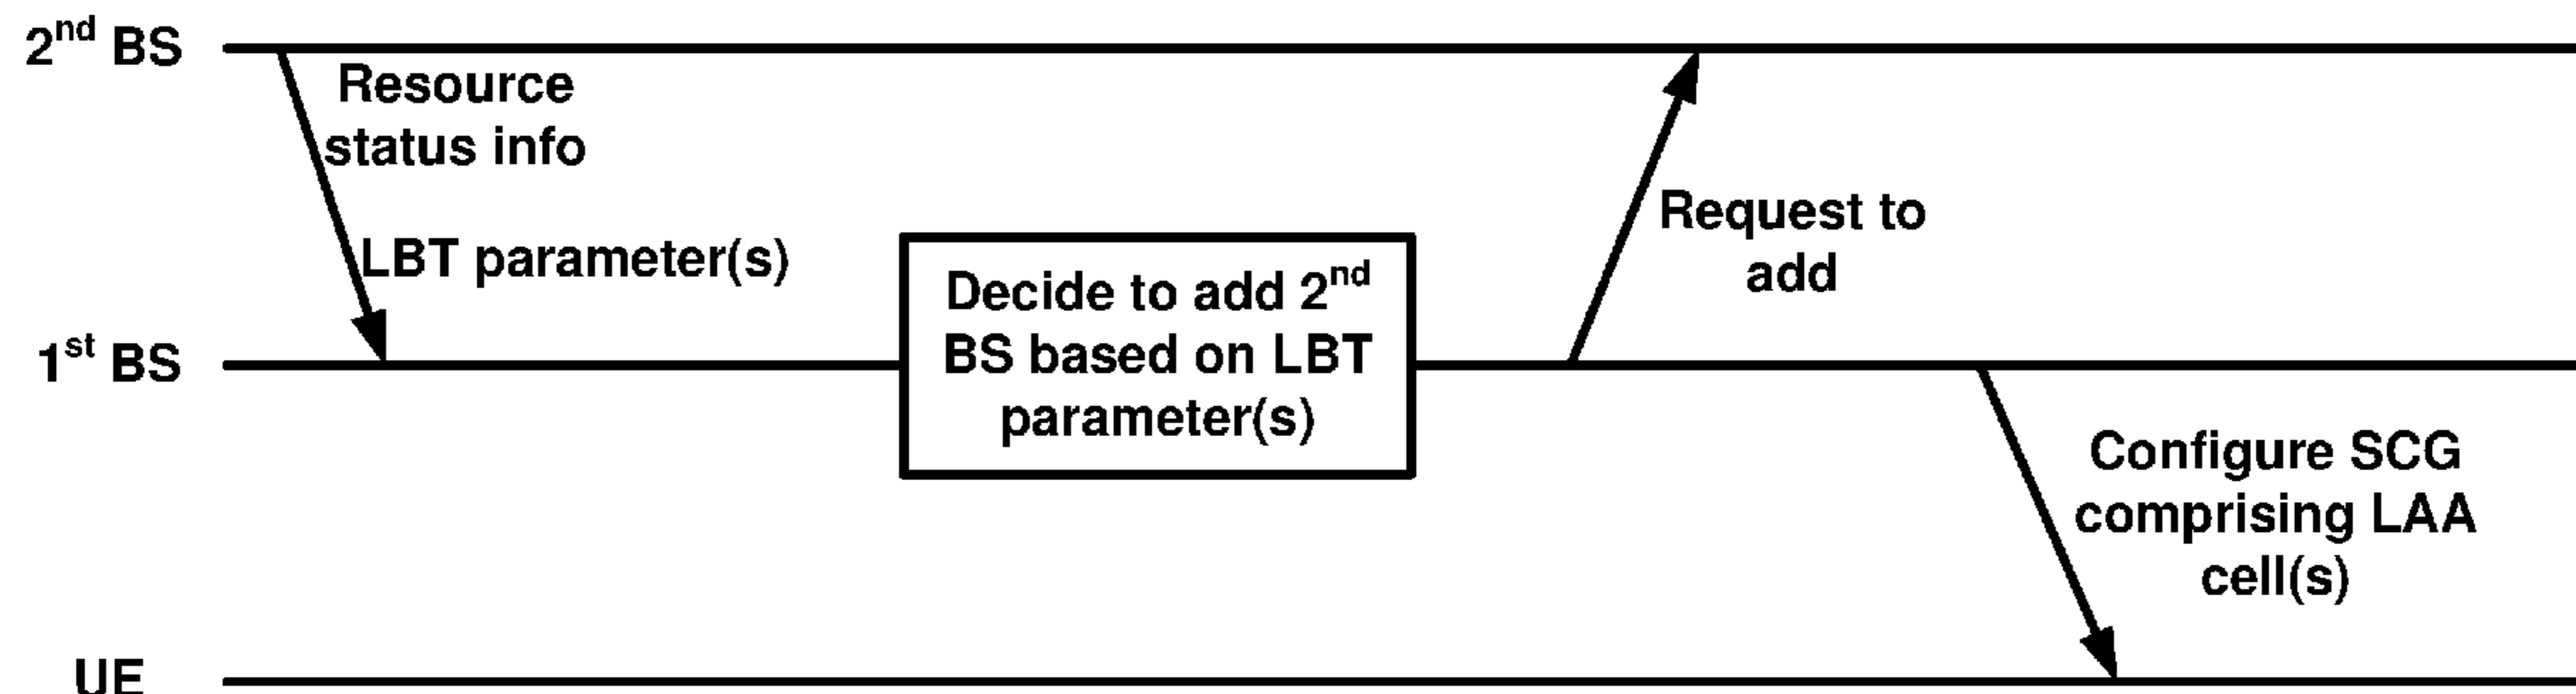 2nd BS
Resource
status info
LBT parameter(s)
Decide to add 2nd
BS based on LBT
parameter(s)
Request to
add
1st BS
Configure SCG
comprising LAA
cell(s)
UE